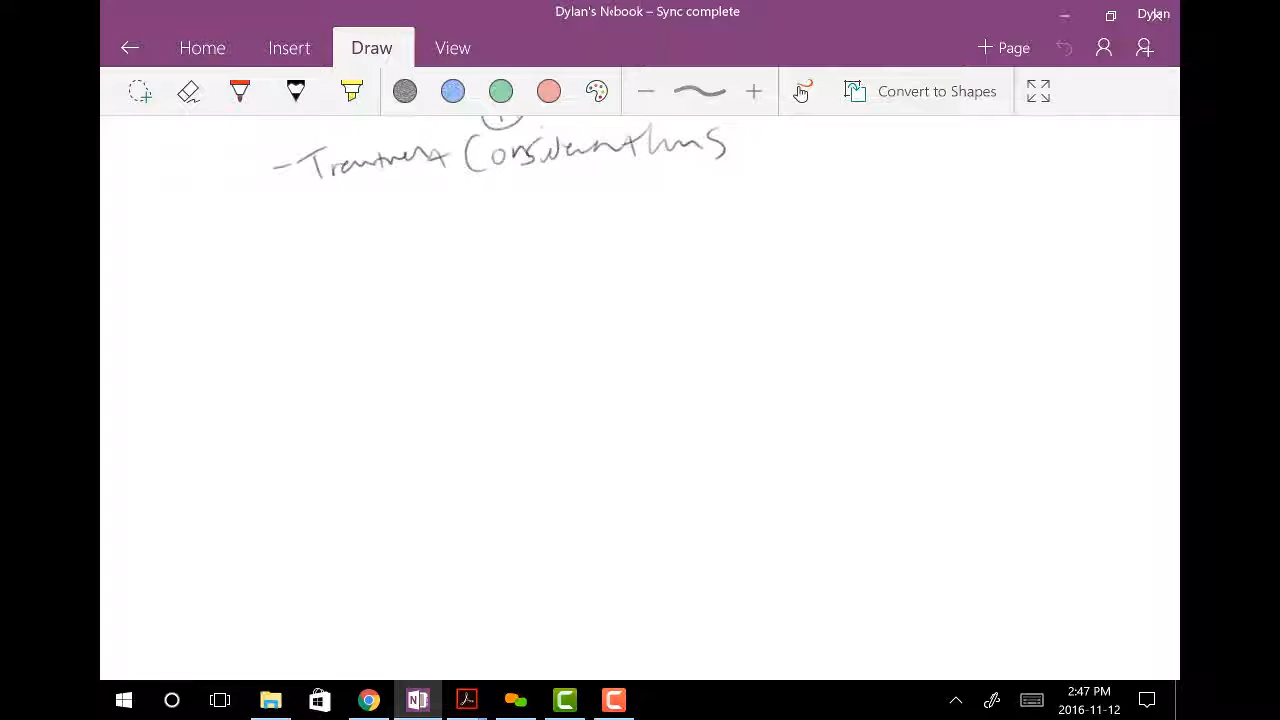 Dylan's Notebook – Sync complete
Dylan
Home Insert Draw View + Page
Convert to Shapes
- Treatment Considerations
2:47 PM
2016-11-12